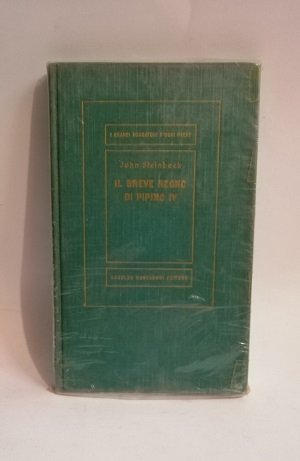 I GRANDI NARRATORI D'OGNI PAESE
John Steinbeck
IL BREVE REGNO
DI PIPINO IV
ARNOLDO MONDADORI EDITORE